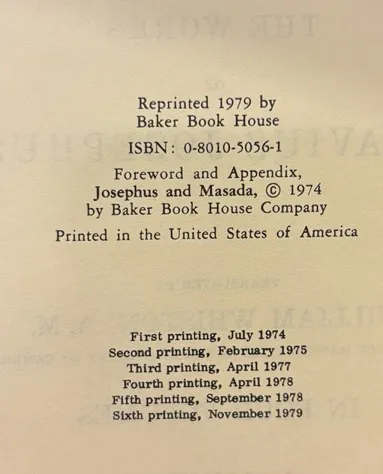 Reprinted 1979 by
Baker Book House
ISBN: 0-8010-5056-1
Foreword and Appendix,
Josephus and Masada, © 1974
by Baker Book House Company
Printed in the United States of America
First printing, July 1974
Second printing, February 1975
Third printing, April 1977
Fourth printing, April 1978
Fifth printing, September 1978
Sixth printing, November 1979